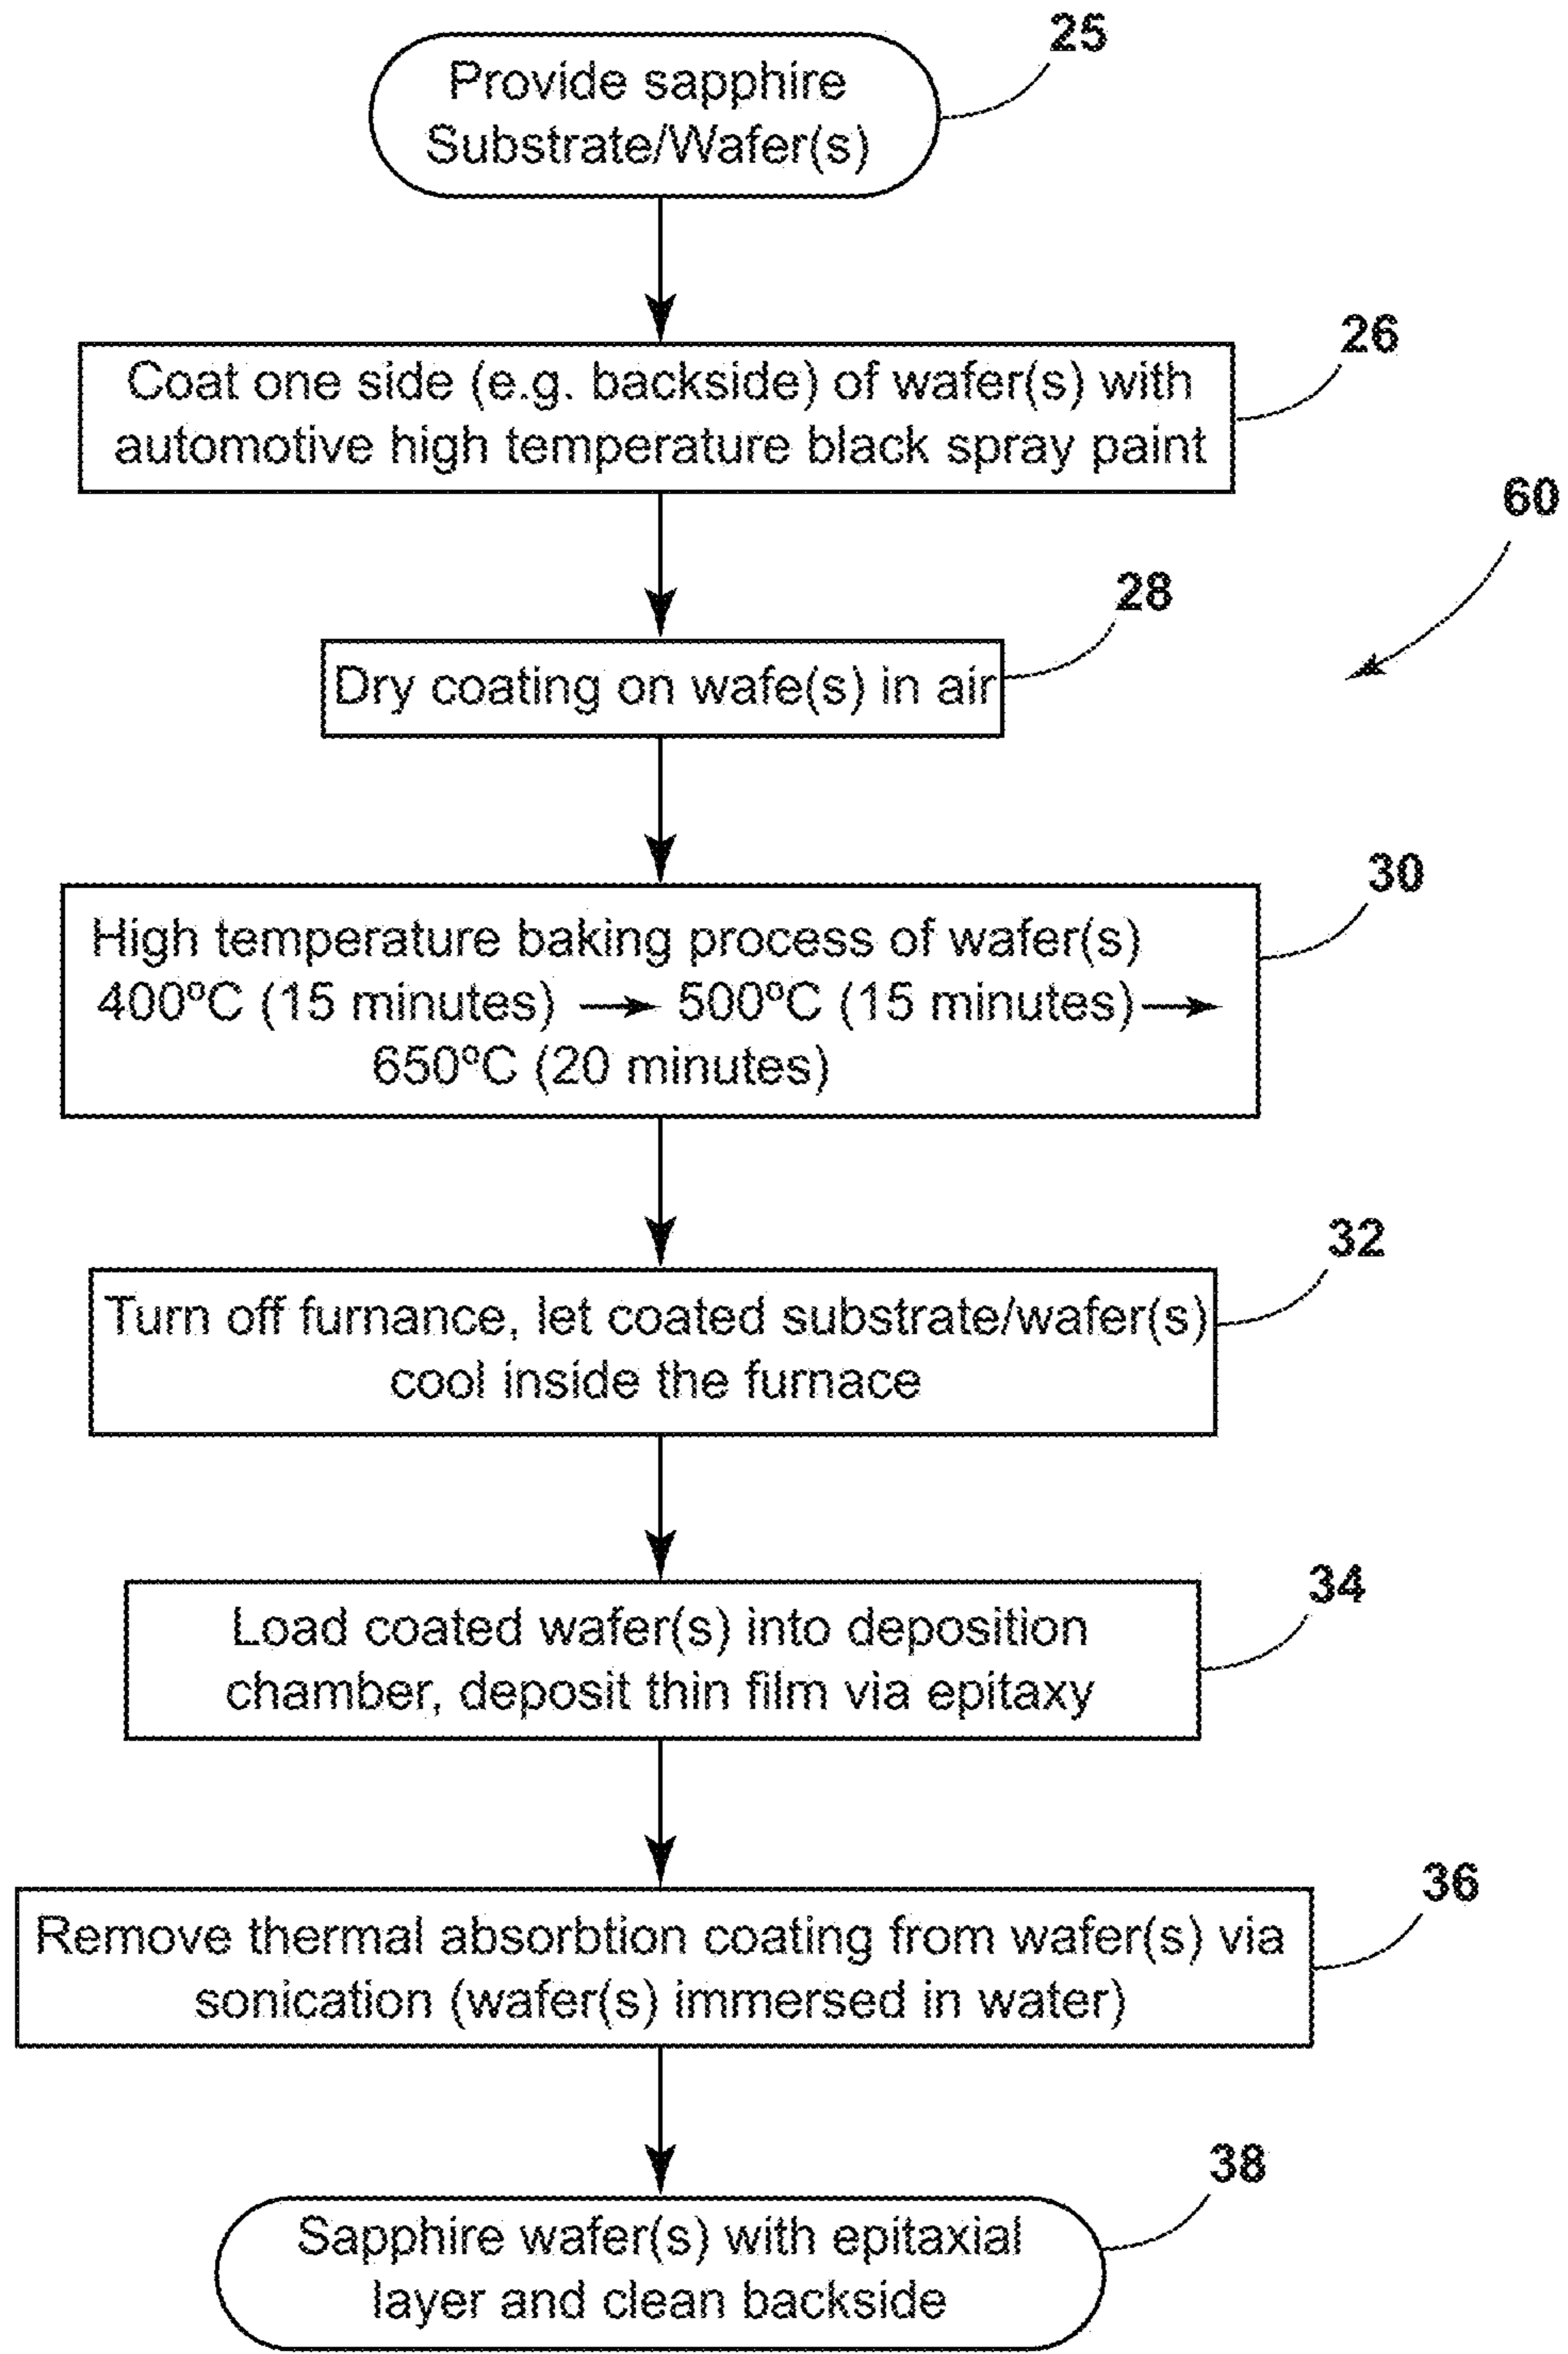 25
Provide sapphire
Substrate/Wafer(s)
26
Coat one side (e.g. backside) of wafer(s) with
automotive high temperature black spray paint
60
28
Dry coating on wafe(s) in air
30
High temperature baking process of wafer(s)
400ºC (15 minutes) → 500ºC (15 minutes) →
650ºC (20 minutes)
32
Turn off furnance, let coated substrate/wafer(s)
cool inside the furnace
34
Load coated wafer(s) into deposition
chamber, deposit thin film via epitaxy
36
Remove thermal absorbtion coating from wafer(s) via
sonication (wafer(s) immersed in water)
38
Sapphire wafer(s) with epitaxial
layer and clean backside